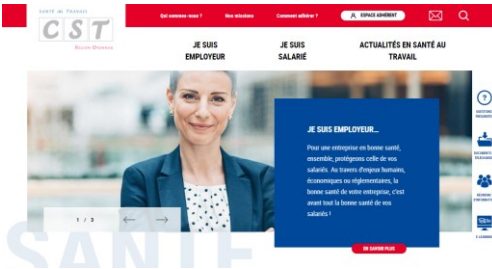 SANTÉ AU TRAVAIL
CST
RÉGION OYONNAX
Qui sommes-nous ?
Nos missions
Comment adhérer ?
ESPACE ADHÉRENT
JE SUIS
EMPLOYEUR
JE SUIS
SALARIÉ
ACTUALITÉS EN SANTÉ AU
TRAVAIL
JE SUIS EMPLOYEUR...
Pour une entreprise en bonne santé,
ensemble, protégeons celle de vos
salariés. Au travers d'enjeux humains,
économiques ou réglementaires, la
bonne santé de votre entreprise, c'est
avant tout la bonne santé de vos
salariés !
EN SAVOIR PLUS
1 / 3
SANTE